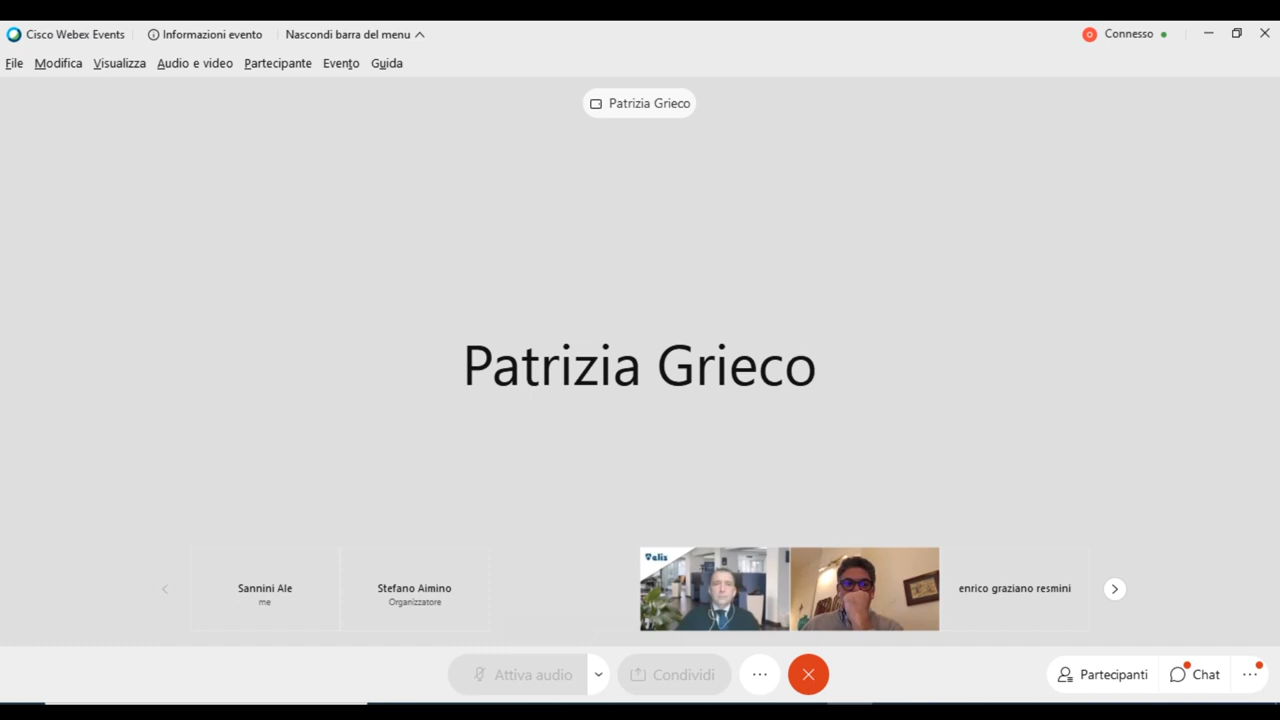 Cisco Webex Events
Informazioni evento
Nascondi barra del menu
Connesso
File Modifica Visualizza Audio e video Partecipante Evento Guida
Patrizia Grieco
Patrizia Grieco
elis
Sannini Ale
me
Stefano Aimino
Organizzatore
enrico graziano resmini
Attiva audio
Condividi
Partecipanti
Chat